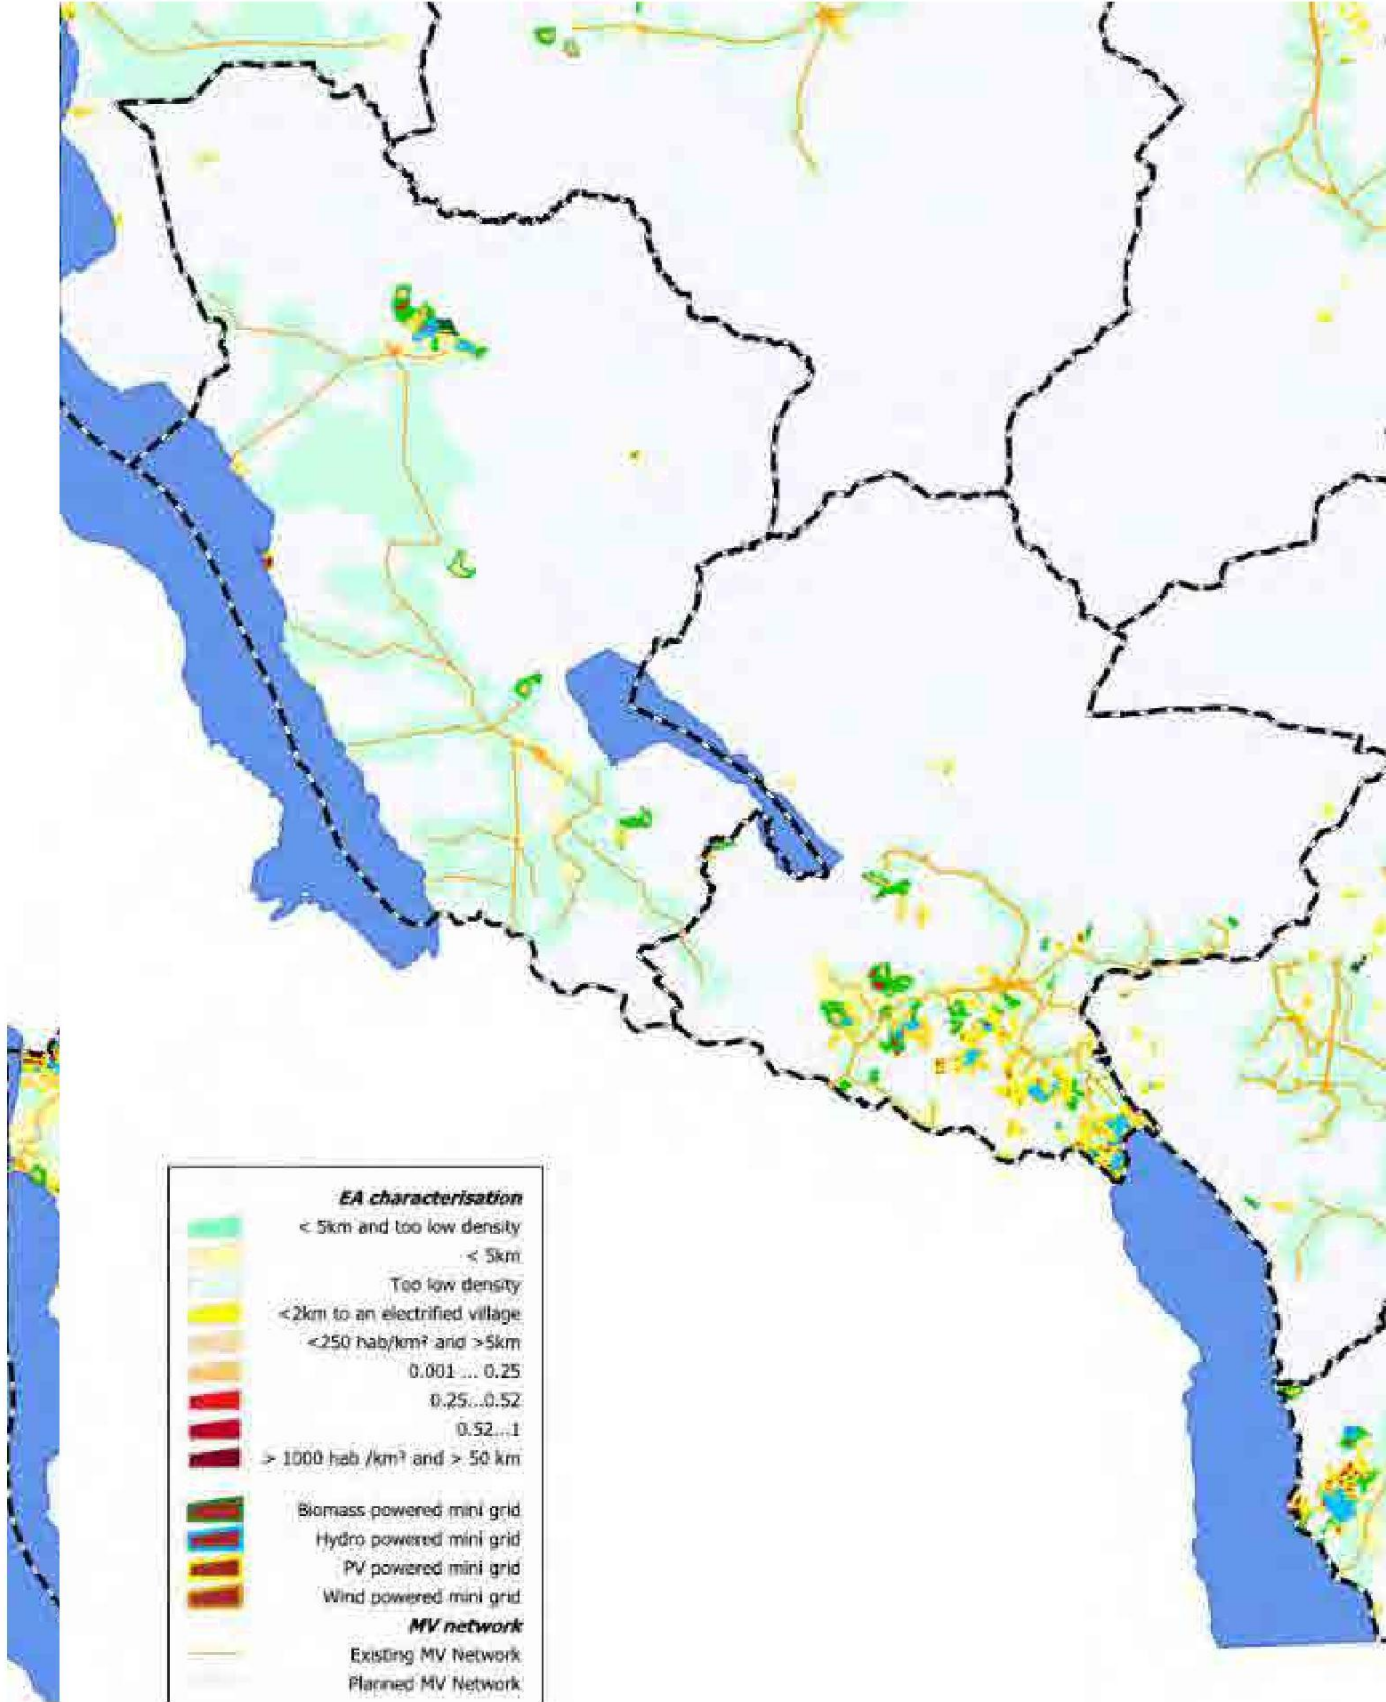 EA characterisation
< 5km and too low density
< 5km
Too low density
<2km to an electrified village
<250 hab/km² and >5km
0.001 ... 0.25
0.25...0.52
0.52...1
> 1000 hab /km² and > 50 km
Biomass powered mini grid
Hydro powered mini grid
PV powered mini grid
Wind powered mini grid
MV network
Existing MV Network
Planned MV Network